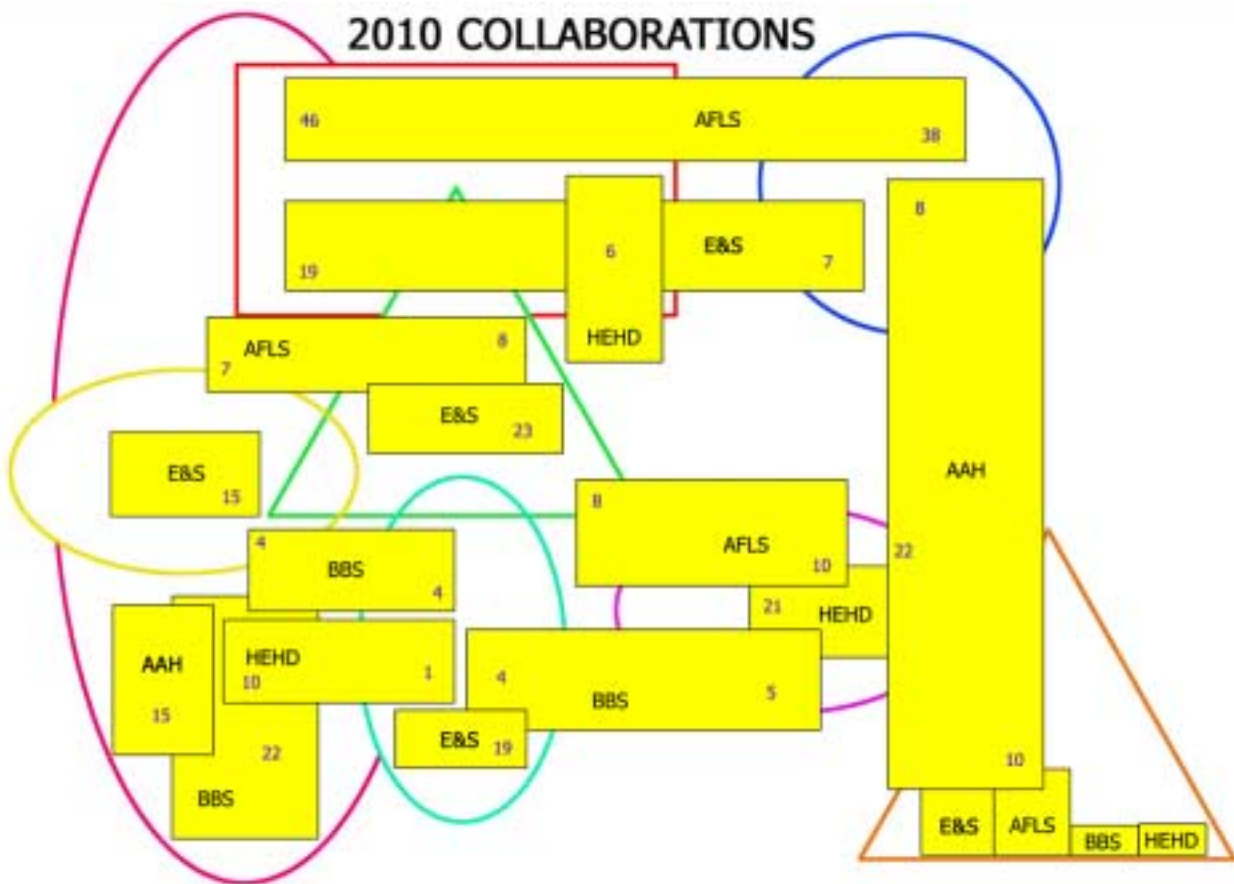 2010 COLLABORATIONS
46 AFLS 38
8
6 E&S
19 7
HEHD
AFLS 8
7
E&S 23
AAH
E&S 15
8
4 AFLS 10
22
BBS 4
21 HEHD
AAH HEHD 10 1
4 BBS 5
15
E&S 19
22
BBS
10
E&S AFLS BBS HEHD